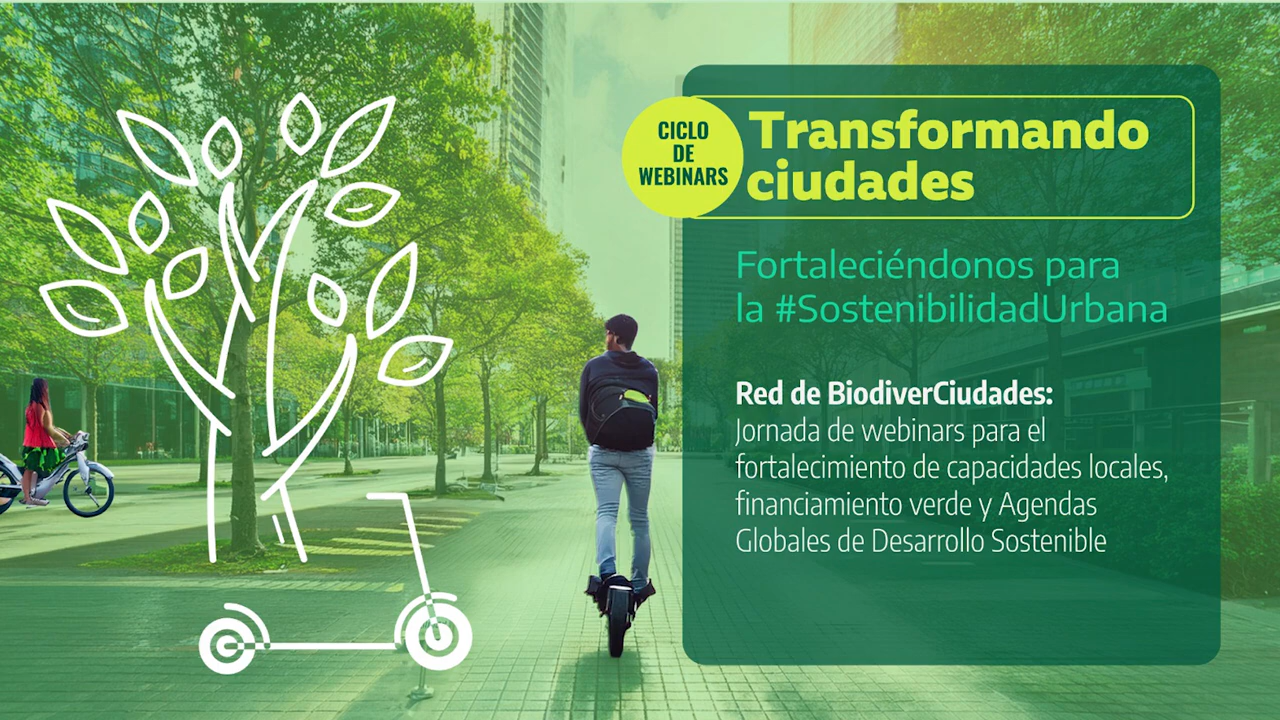 CICLO
DE
WEBINARS
Transformando
ciudades
Fortaleciéndonos para
la #SostenibilidadUrbana
Red de BiodiverCiudades:
Jornada de webinars para el
fortalecimiento de capacidades locales,
financiamiento verde y Agendas
Globales de Desarrollo Sostenible